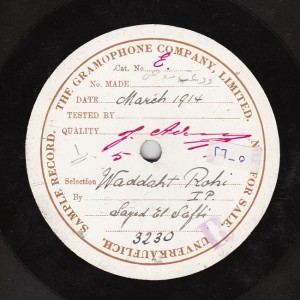 THE GRAMOPHONE COMPANY, LIMITED.
SAMPLE RECORD.
NOT FOR SALE.
UNVERKÄUFLICH.
Cat. No.
No. MADE
DATE March 1914
TESTED BY
QUALITY
5
Selection Waddaht Rohi
I P.
By Sayed El Safti
3230